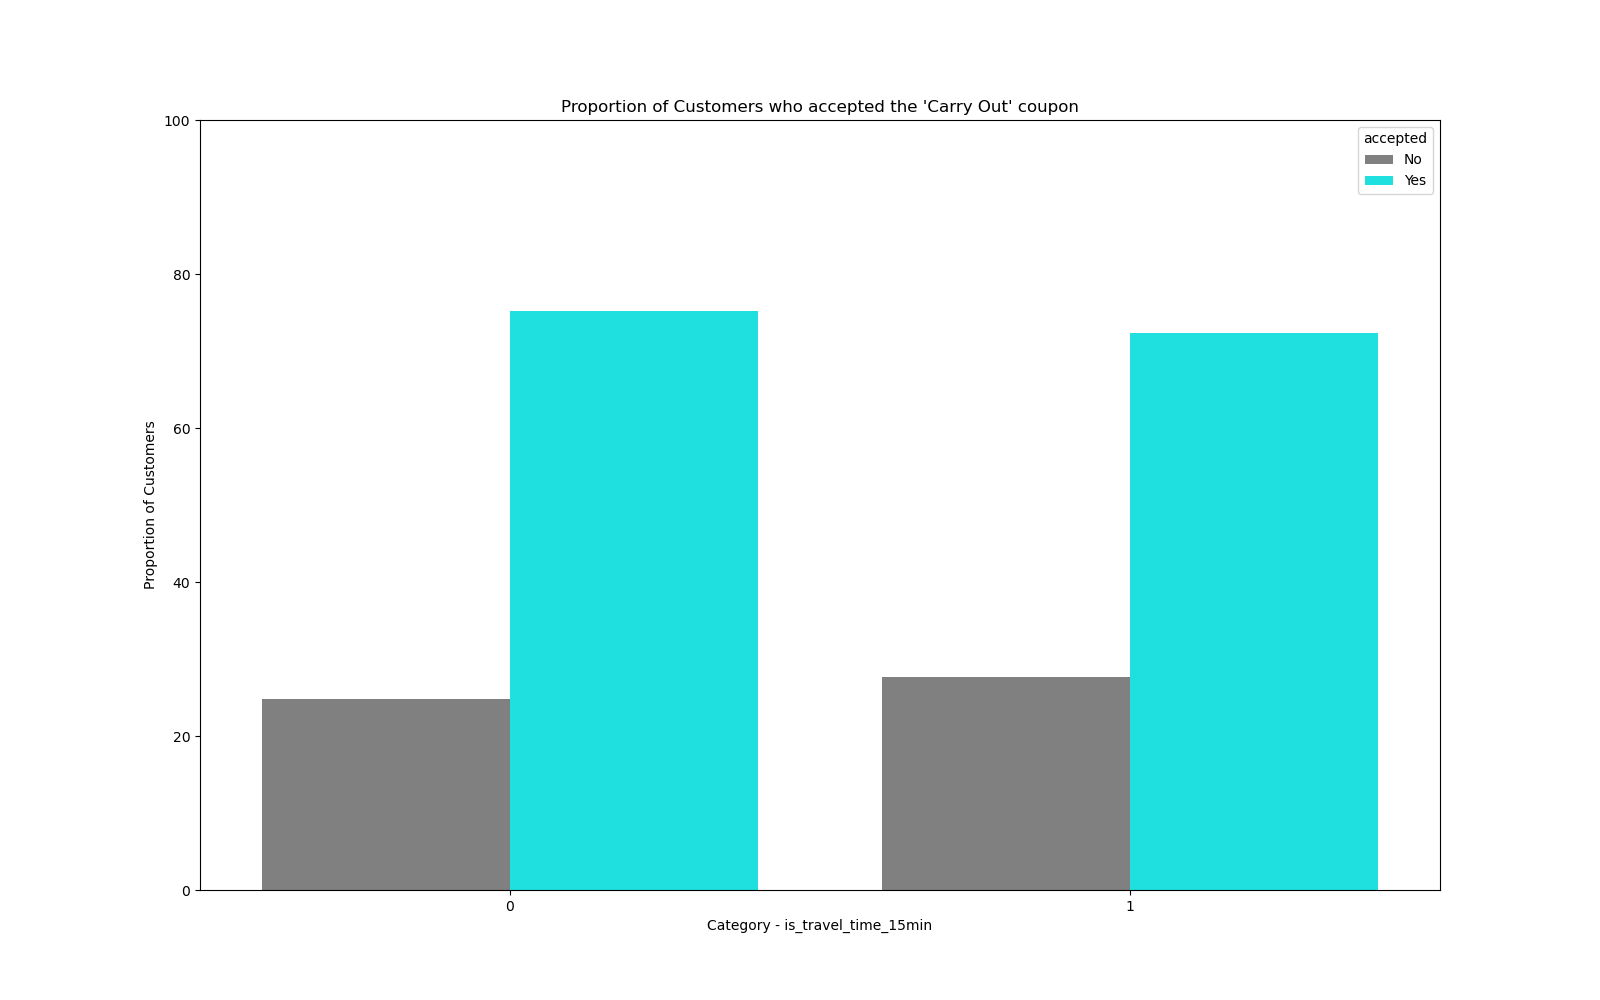 Proportion of Customers who accepted the 'Carry Out' coupon
accepted
No
Yes
Proportion of Customers
100
80
60
40
20
0
0
1
Category - is_travel_time_15min